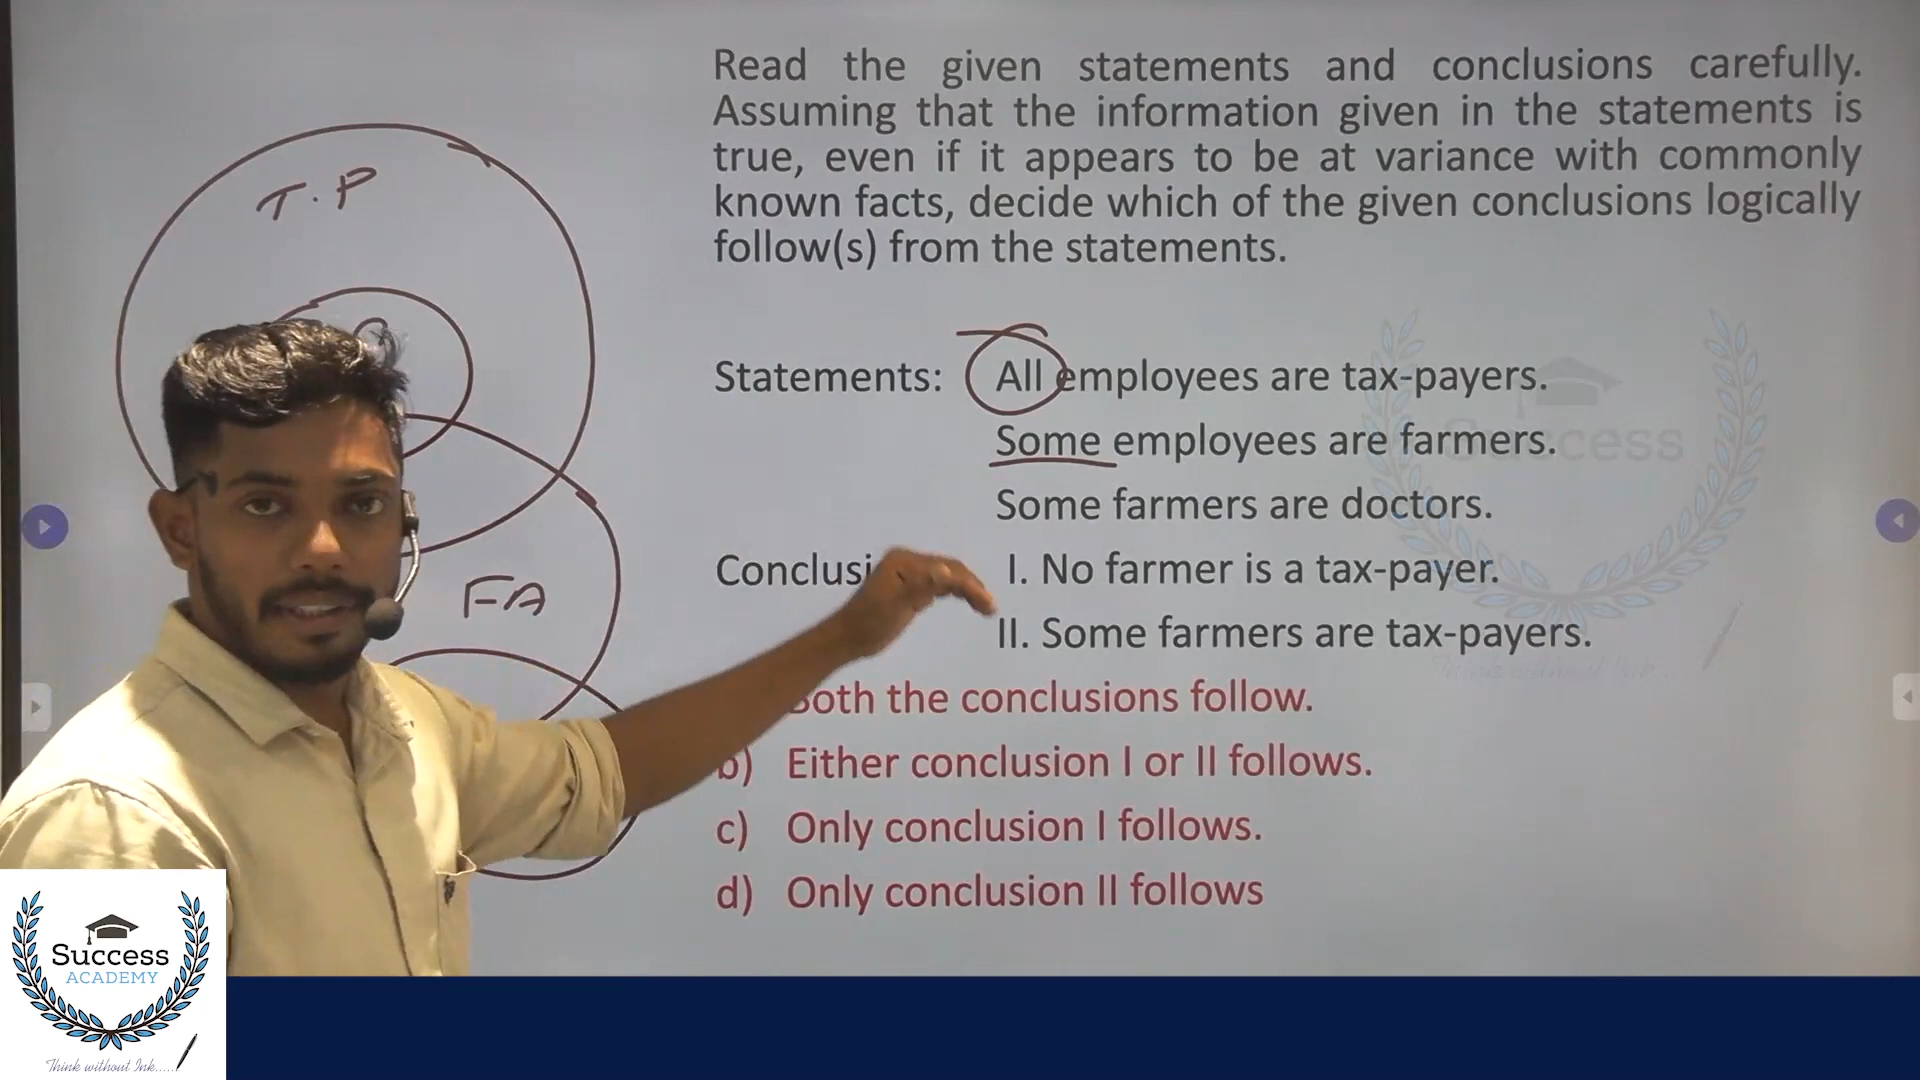 Read the given statements and conclusions carefully.
Assuming that the information given in the statements is
true, even if it appears to be at variance with commonly
known facts, decide which of the given conclusions logically
follow(s) from the statements.
T.P
Statements: All employees are tax-payers.
Some employees are farmers.
Some farmers are doctors.
I. No farmer is a tax-payer.
II. Some farmers are tax-payers.
FA
the conclusions follow.
b) Either conclusion I or II follows.
c) Only conclusion I follows.
d) Only conclusion II follows
Success
Success
ACADEMY
Think without Ink.....